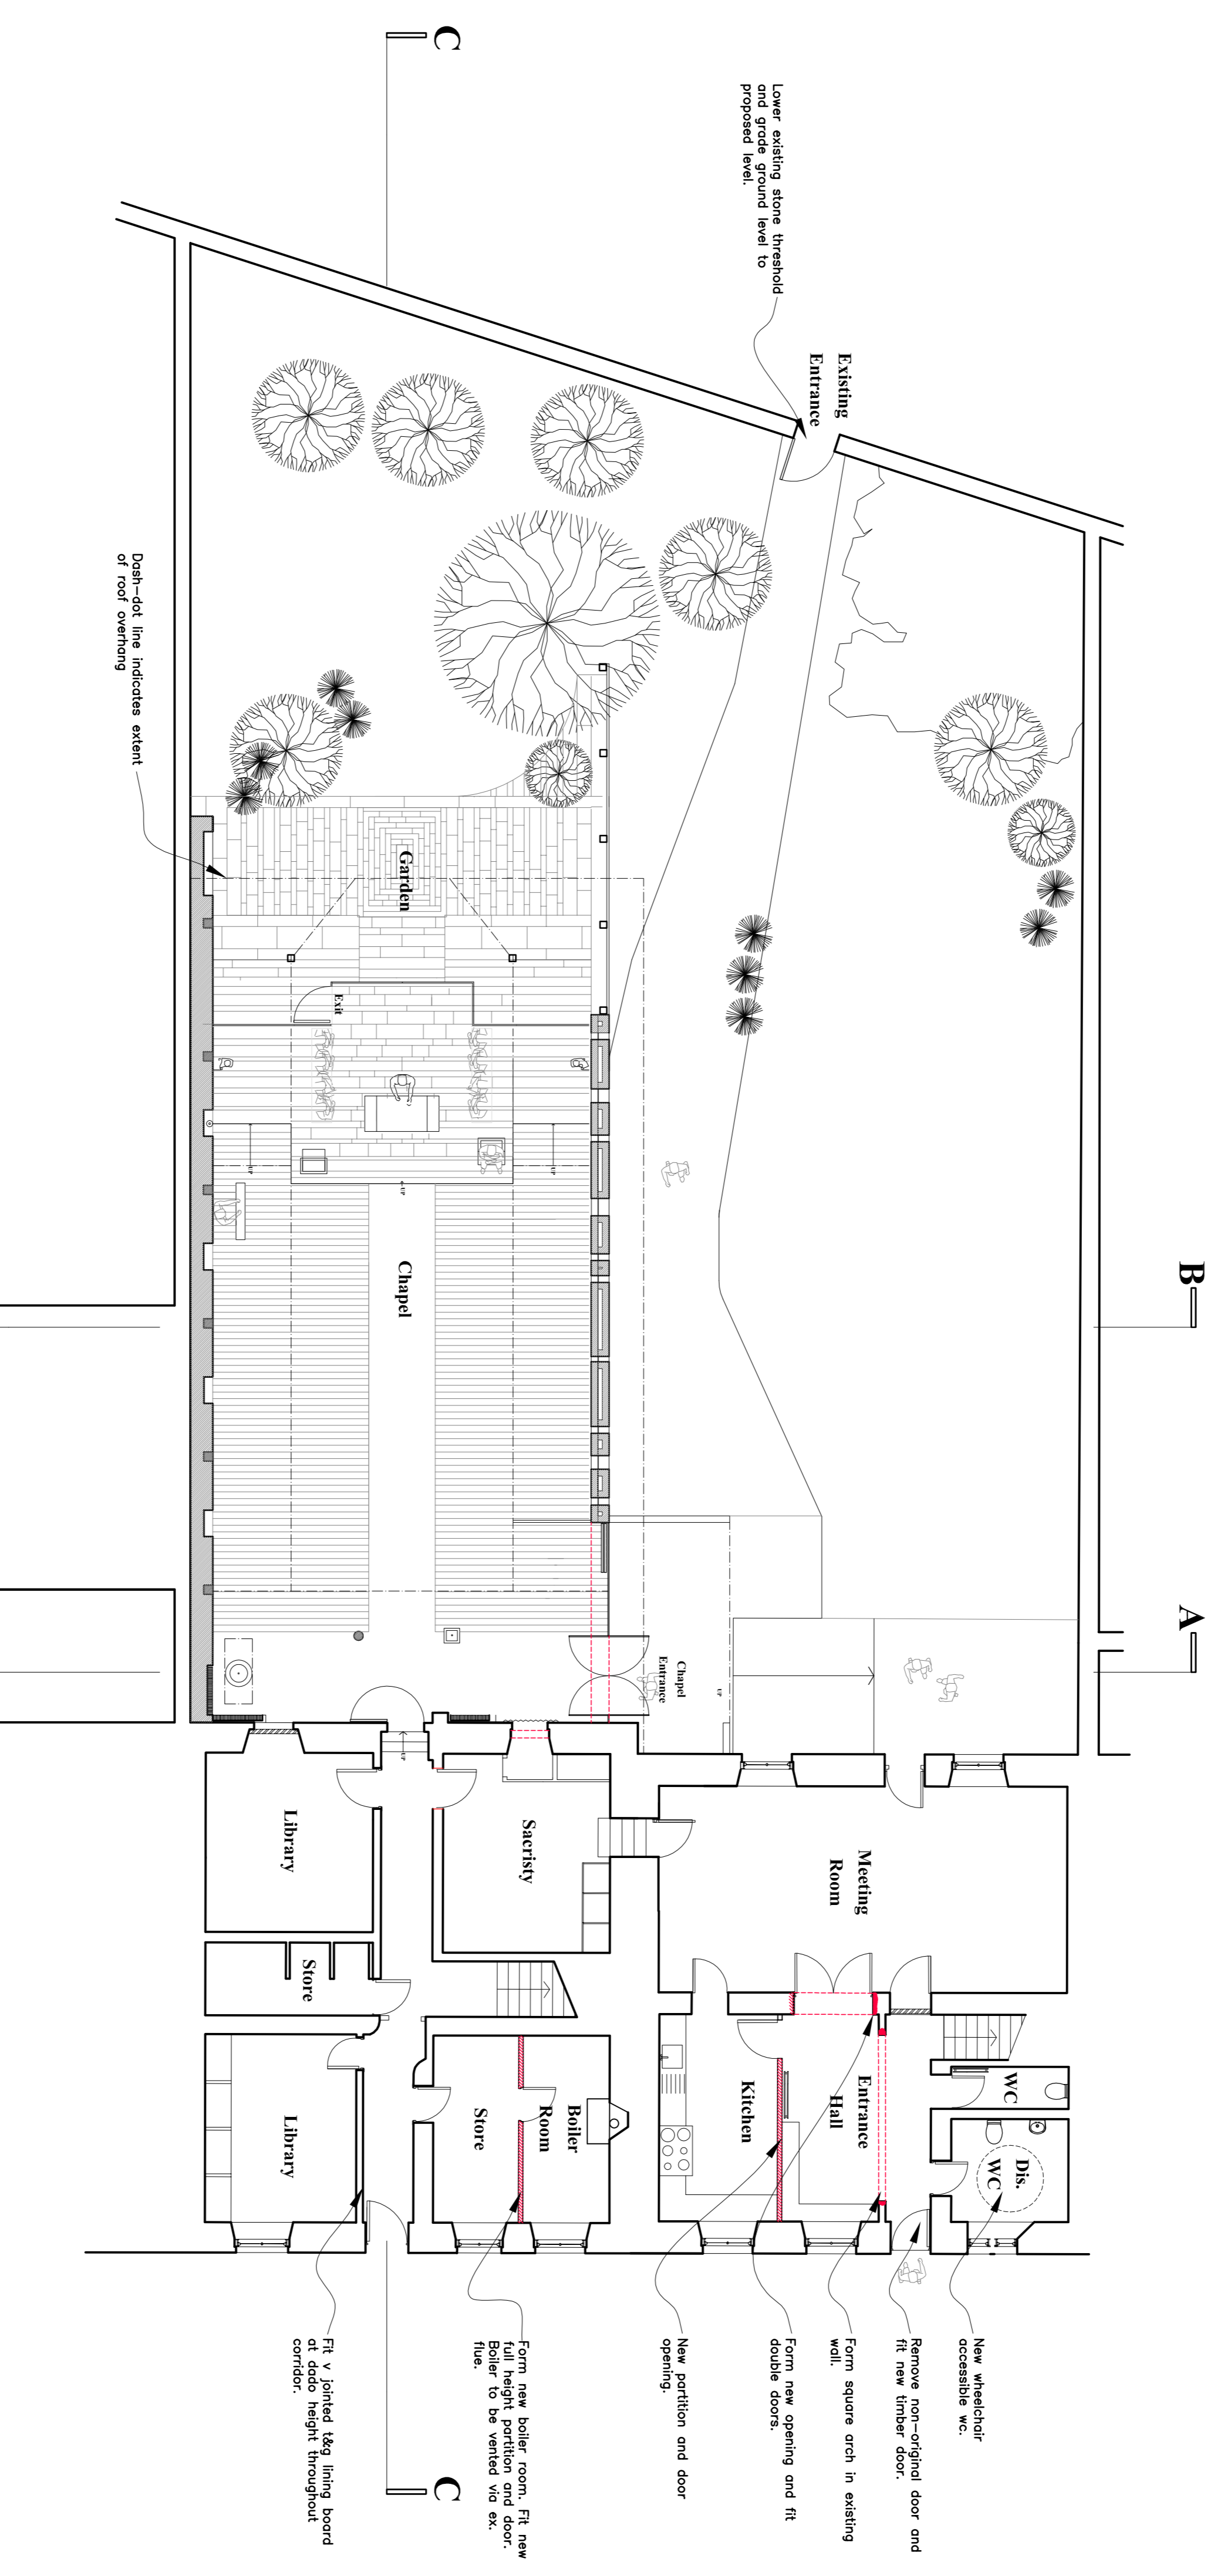 C
Lower existing stone threshold
and grade ground level to
proposed level.
Existing
Entrance
Dash-dot line indicates extent
of roof overhang
Garden
Exit
UP
UP
UP
Chapel
B
A
Chapel
Entrance
UP
UP
Library
Sacristy
Meeting
Room
Store
Library
Store
Boiler
Room
Kitchen
Entrance
Hall
WC
Dis.
WC
New wheelchair
accessible wc.
Remove non-original door and
fit new timber door.
Form square arch in existing
wall.
Form new opening and fit
double doors.
New partition and door
opening.
Form new boiler room. Fit new
full height partition and door.
Boiler to be vented via ex.
flue.
Fit v jointed t&g lining board
at dado height throughout
corridor.
C